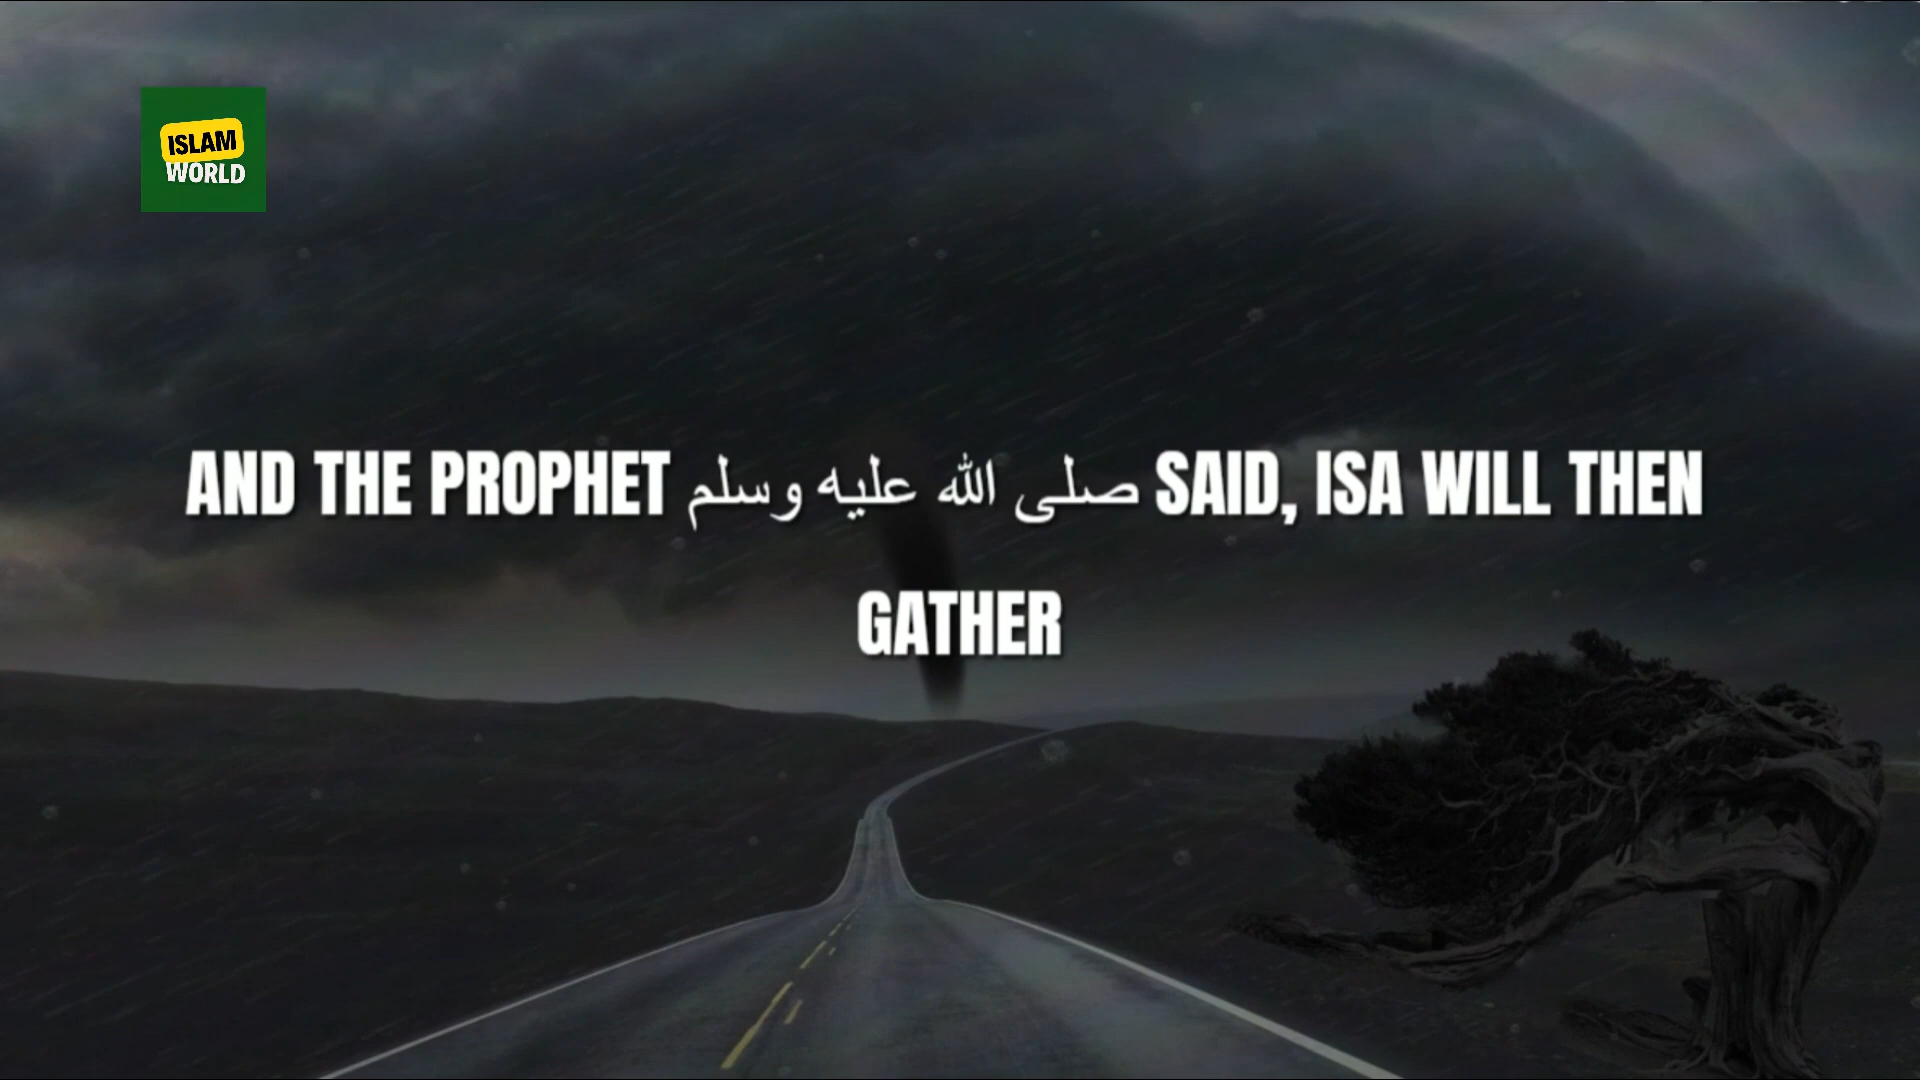 ISLAM
WORLD
AND THE PROPHET صلى الله عليه وسلم SAID, ISA WILL THEN
GATHER